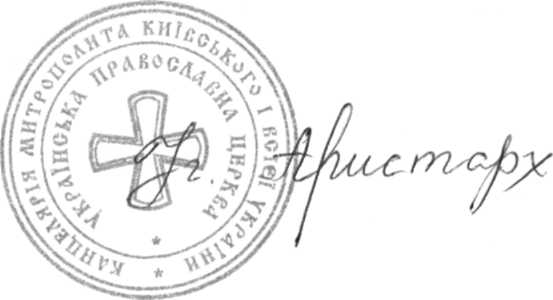 КАНЦЕЛЯРІЯ МИТРОПОЛИТА КИЇВСЬКОГО І ВСІЄЇ УКРАЇНИ
УКРАЇНСЬКА ПРАВОСЛАВНА ЦЕРКВА
Аристарх